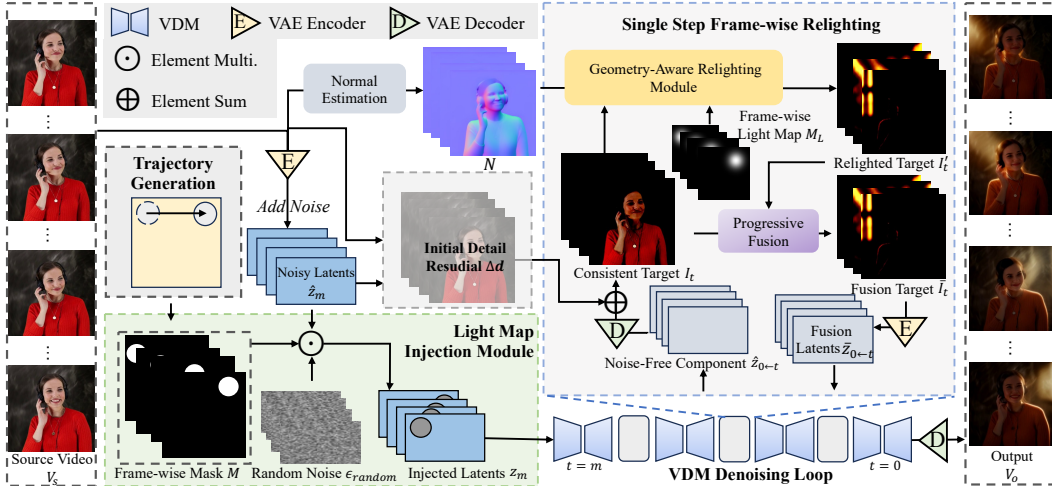 VDM
E
VAE Encoder
D
VAE Decoder
Element Multi.
Element Sum
Normal
Estimation
N
Single Step Frame-wise Relighting
Geometry-Aware Relighting
Module
Frame-wise
Light Map M_L
Relighted Target I'_t
Trajectory
Generation
E
Add Noise
Noisy Latents
ẑ_m
Initial Detail
Resudial Δd
Consistent Target I_t
Progressive
Fusion
Fusion Target Ī_t
D
Noise-Free Component ẑ_{0←t}
Fusion
Latents z̄_{0←t}
E
Light Map
Injection Module
Source Video
V_s
Frame-wise Mask M
Random Noise ϵ_{random}
Injected Latents z_m
t = m
t = 0
D
VDM Denoising Loop
Output
V_o